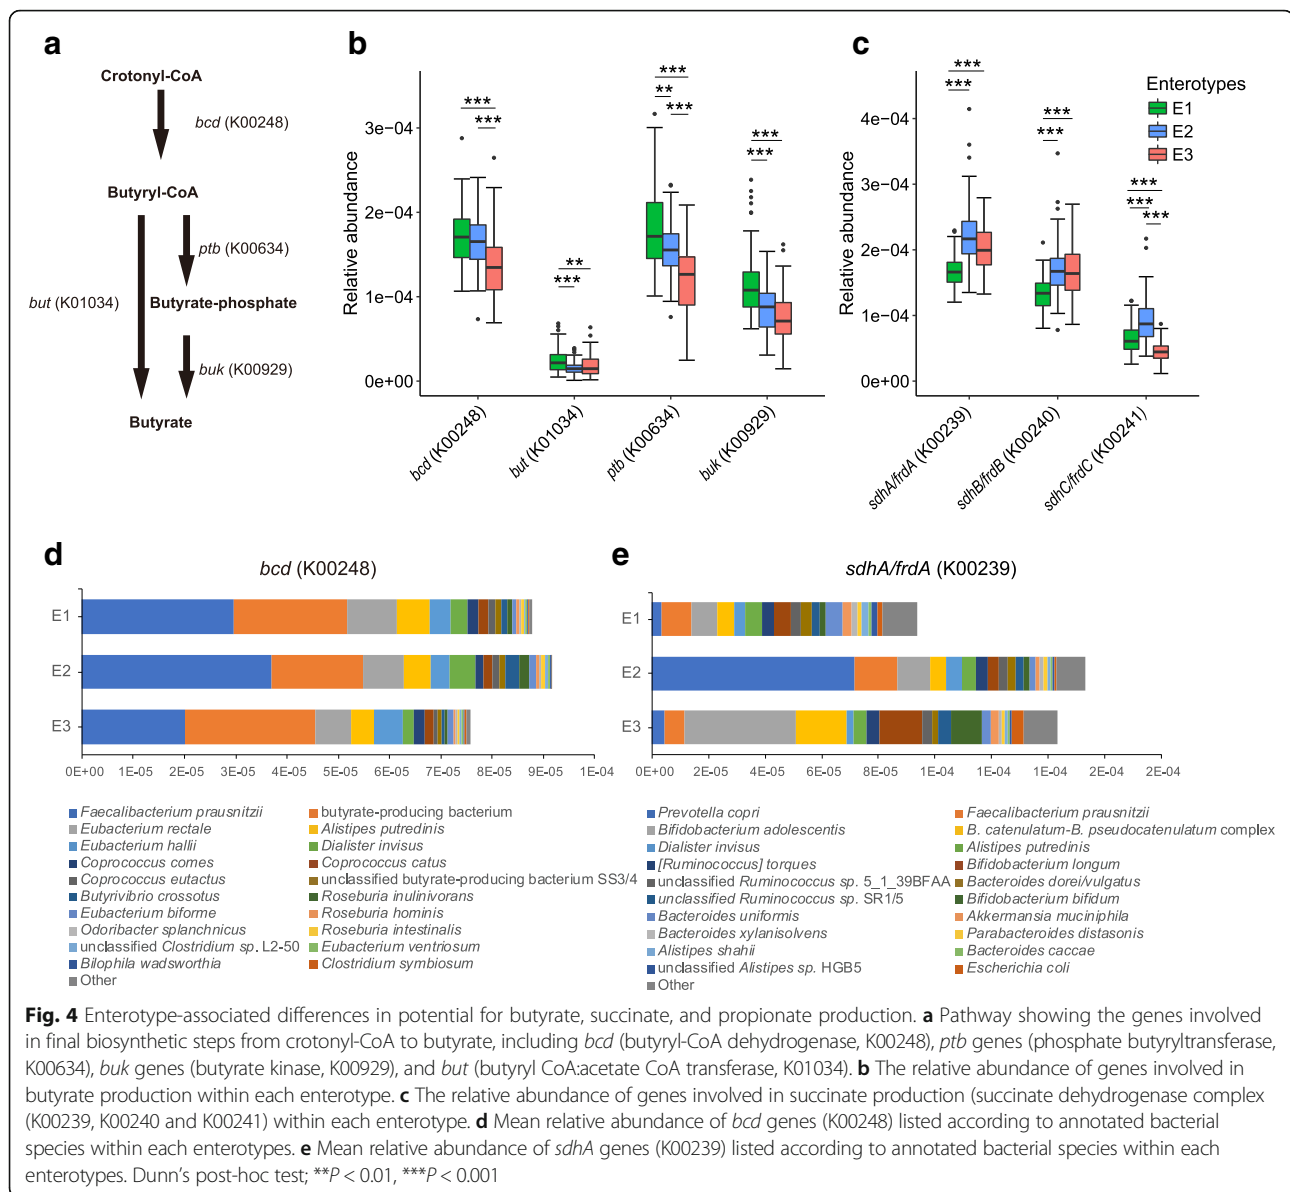 a
Crotonyl-CoA
bcd (K00248)
Butyryl-CoA
ptb (K00634)
but (K01034)
Butyrate-phosphate
buk (K00929)
Butyrate
b
Relative abundance
3e−04
2e−04
1e−04
0e+00
***
***
**
***
***
**
***
***
***
bcd (K00248)
but (K01034)
ptb (K00634)
buk (K00929)
c
Relative abundance
4e−04
3e−04
2e−04
1e−04
0e+00
***
***
***
***
***
***
***
Enterotypes
E1
E2
E3
sdhA/frdA (K00239)
sdhB/frdB (K00240)
sdhC/frdC (K00241)
d
bcd (K00248)
E1
E2
E3
0E+00 1E-05 2E-05 3E-05 4E-05 5E-05 6E-05 7E-05 8E-05 9E-05 1E-04
Faecalibacterium prausnitzii butyrate-producing bacterium
Eubacterium rectale Alistipes putredinis
Eubacterium hallii Dialister invisus
Coprococcus comes Coprococcus catus
Coprococcus eutactus unclassified butyrate-producing bacterium SS3/4
Butyrivibrio crossotus Roseburia inulinivorans
Eubacterium biforme Roseburia hominis
Odoribacter splanchnicus Roseburia intestinalis
unclassified Clostridium sp. L2-50 Eubacterium ventriosum
Bilophila wadsworthia Clostridium symbiosum
Other
e
sdhA/frdA (K00239)
E1
E2
E3
0E+00 2E-05 4E-05 6E-05 8E-05 1E-04 1E-04 1E-04 2E-04 2E-04
Prevotella copri Faecalibacterium prausnitzii
Bifidobacterium adolescentis B. catenulatum-B. pseudocatenulatum complex
Dialister invisus Alistipes putredinis
[Ruminococcus] torques Bifidobacterium longum
unclassified Ruminococcus sp. 5_1_39BFAA Bacteroides dorei/vulgatus
unclassified Ruminococcus sp. SR1/5 Bifidobacterium bifidum
Bacteroides uniformis Akkermansia muciniphila
Bacteroides xylanisolvens Parabacteroides distasonis
Alistipes shahii Bacteroides caccae
unclassified Alistipes sp. HGB5 Escherichia coli
Other
Fig. 4 Enterotype-associated differences in potential for butyrate, succinate, and propionate production. a Pathway showing the genes involved
in final biosynthetic steps from crotonyl-CoA to butyrate, including bcd (butyryl-CoA dehydrogenase, K00248), ptb genes (phosphate butyryltransferase,
K00634), buk genes (butyrate kinase, K00929), and but (butyryl CoA:acetate CoA transferase, K01034). b The relative abundance of genes involved in
butyrate production within each enterotype. c The relative abundance of genes involved in succinate production (succinate dehydrogenase complex
(K00239, K00240 and K00241) within each enterotype. d Mean relative abundance of bcd genes (K00248) listed according to annotated bacterial
species within each enterotypes. e Mean relative abundance of sdhA genes (K00239) listed according to annotated bacterial species within each
enterotypes. Dunn's post-hoc test; **P < 0.01, ***P < 0.001